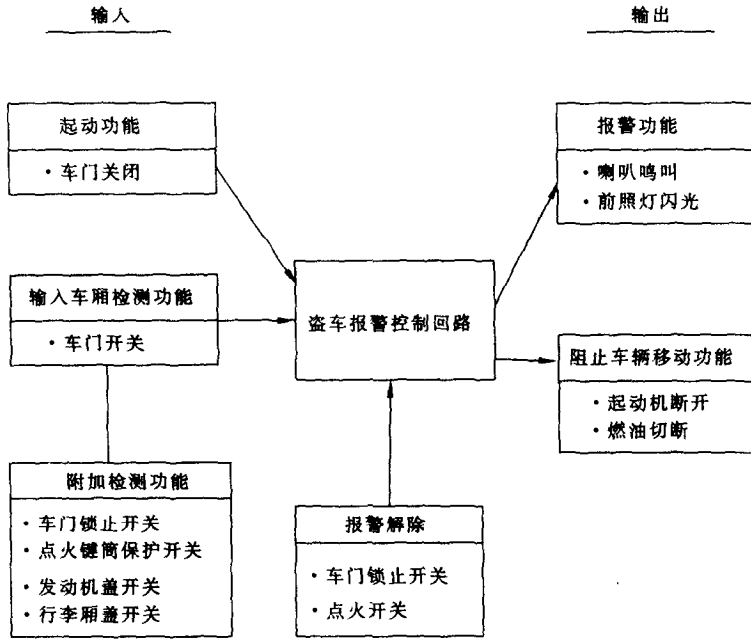 输入
输出
起动功能
·车门关闭
报警功能
·喇叭鸣叫
·前照灯闪光
输入车厢检测功能
·车门开关
盗车报警控制回路
阻止车辆移动功能
·起动机断开
·燃油切断
附加检测功能
·车门锁止开关
·点火键筒保护开关
·发动机盖开关
·行李厢盖开关
报警解除
·车门锁止开关
·点火开关